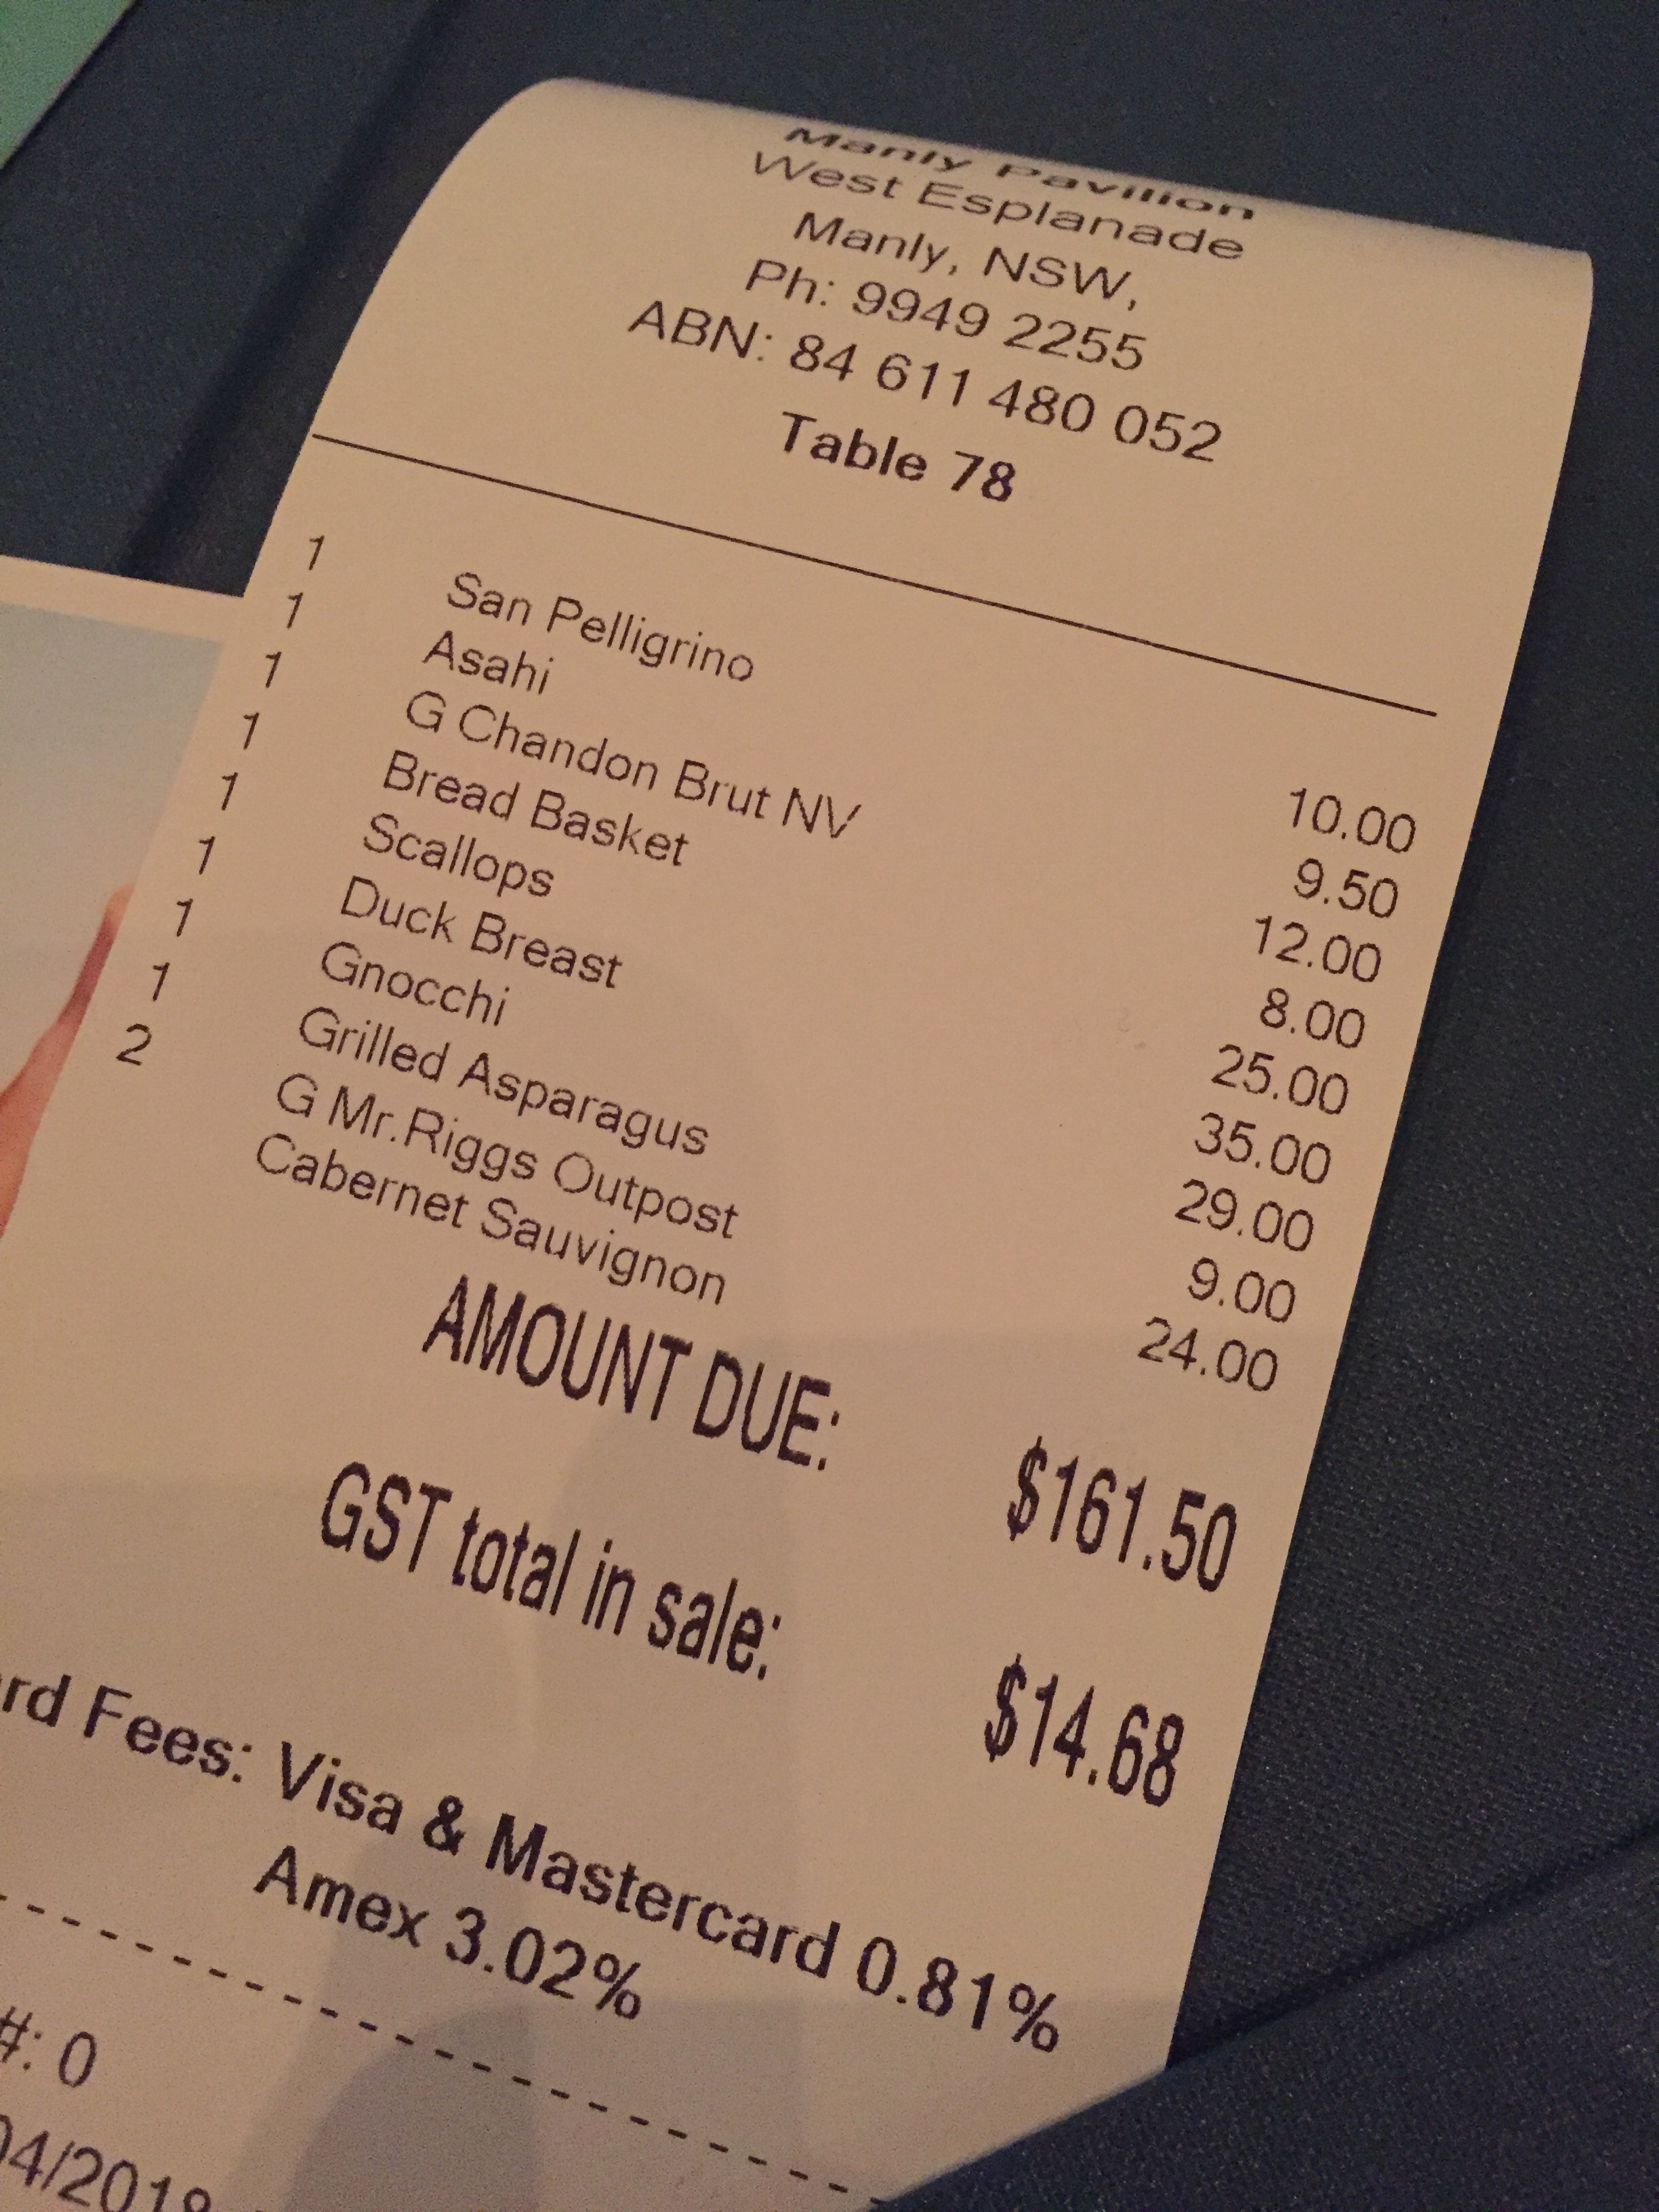 Manly Pavilion
West Esplanade
Manly, NSW,
Ph: 9949 2255
ABN: 84 611 480 052
Table 78
1 San Pelligrino 10.00
1 Asahi 9.50
1 G Chandon Brut NV 12.00
1 Bread Basket 8.00
1 Scallops 25.00
1 Duck Breast 35.00
1 Gnocchi 29.00
1 Grilled Asparagus 9.00
2 G Mr.Riggs Outpost 24.00
Cabernet Sauvignon
AMOUNT DUE: $161.50
GST total in sale: $14.68
rd Fees: Visa & Mastercard 0.81%
Amex 3.02%
#: 0
04/2018